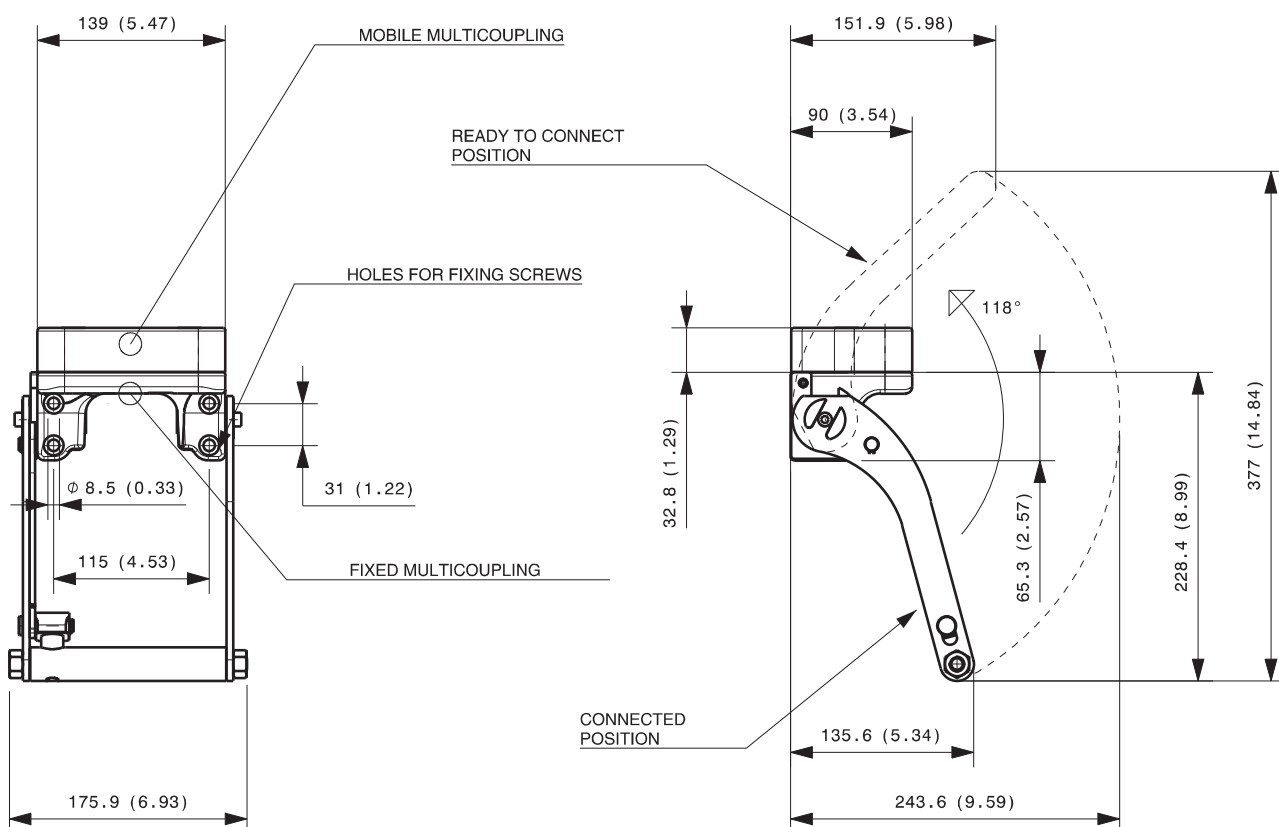 139 (5.47)
MOBILE MULTICOUPLING
151.9 (5.98)
90 (3.54)
READY TO CONNECT
POSITION
HOLES FOR FIXING SCREWS
118°
32.8 (1.29)
377 (14.84)
Ø 8.5 (0.33)
31 (1.22)
65.3 (2.57)
228.4 (8.99)
115 (4.53)
FIXED MULTICOUPLING
CONNECTED
POSITION
135.6 (5.34)
175.9 (6.93)
243.6 (9.59)